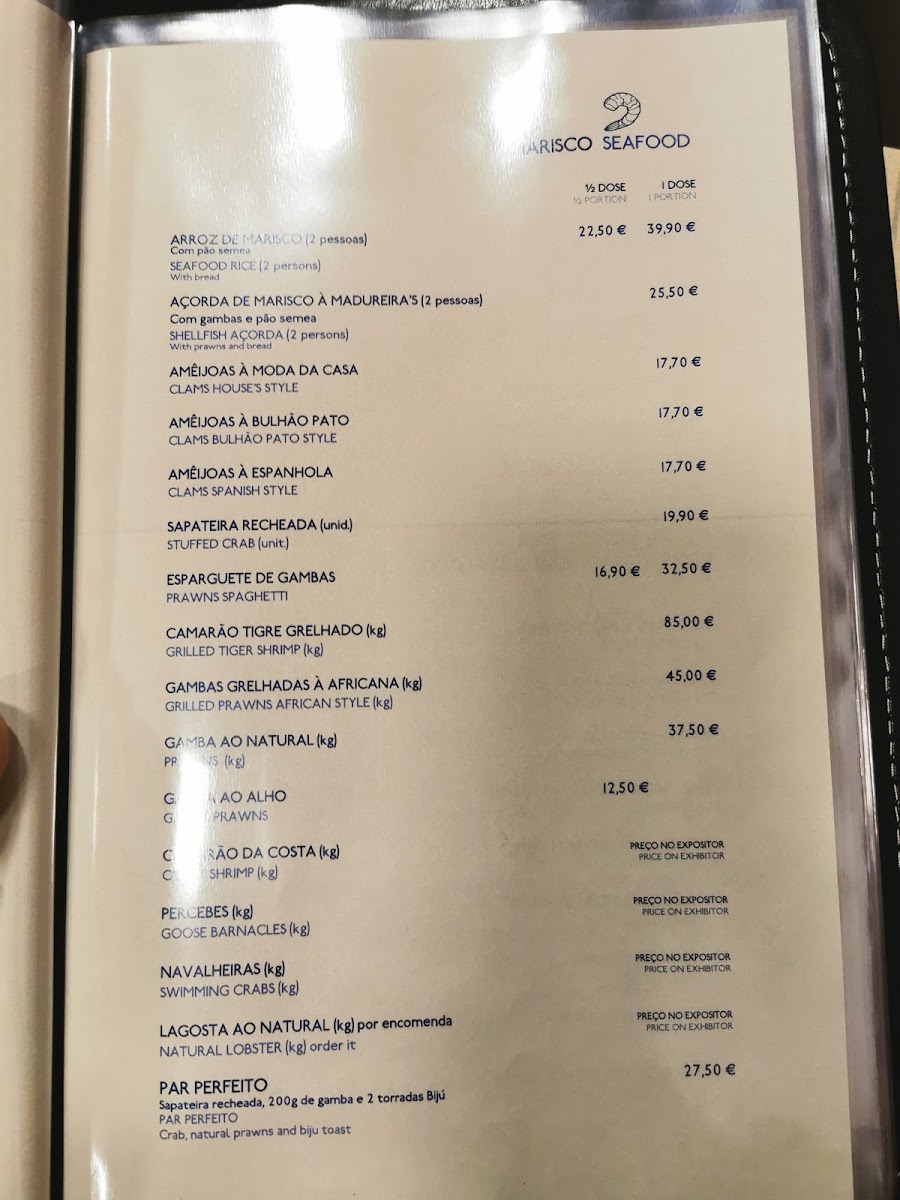 SEAFOOD
½ DOSE 1 DOSE
½ PORTION 1 PORTION
ARROZ DE MARISCO (2 pessoas) 22,50 € 39,90 €
Com pão semea
SEAFOOD RICE (2 persons)
With bread
AÇORDA DE MARISCO À MADUREIRA'S (2 pessoas) 25,50 €
Com gambas e pão semea
SHELLFISH AÇORDA (2 persons)
With prawns and bread
AMÊIJOAS À MODA DA CASA 17,70 €
CLAMS HOUSE'S STYLE
AMÊIJOAS À BULHÃO PATO 17,70 €
CLAMS BULHÃO PATO STYLE
AMÊIJOAS À ESPANHOLA 17,70 €
CLAMS SPANISH STYLE
SAPATEIRA RECHEADA (unid.) 19,90 €
STUFFED CRAB (unit.)
ESPARGUETE DE GAMBAS 16,90 € 32,50 €
PRAWNS SPAGHETTI
CAMARÃO TIGRE GRELHADO (kg) 85,00 €
GRILLED TIGER SHRIMP (kg)
GAMBAS GRELHADAS À AFRICANA (kg) 45,00 €
GRILLED PRAWNS AFRICAN STYLE (kg)
GAMBA AO NATURAL (kg) 37,50 €
(kg)
AO ALHO 12,50 €
PRAWNS
DA COSTA (kg) PREÇO NO EXPOSITOR
SHRIMP (kg) PRICE ON EXHIBITOR
PERCEBES (kg) PREÇO NO EXPOSITOR
GOOSE BARNACLES (kg) PRICE ON EXHIBITOR
NAVALHEIRAS (kg) PREÇO NO EXPOSITOR
SWIMMING CRABS (kg) PRICE ON EXHIBITOR
LAGOSTA AO NATURAL (kg) por encomenda PREÇO NO EXPOSITOR
NATURAL LOBSTER (kg) order it PRICE ON EXHIBITOR
PAR PERFEITO 27,50 €
Sapateira recheada, 200g de gamba e 2 torradas Bijú
PAR PERFEITO
Crab, natural prawns and biju toast